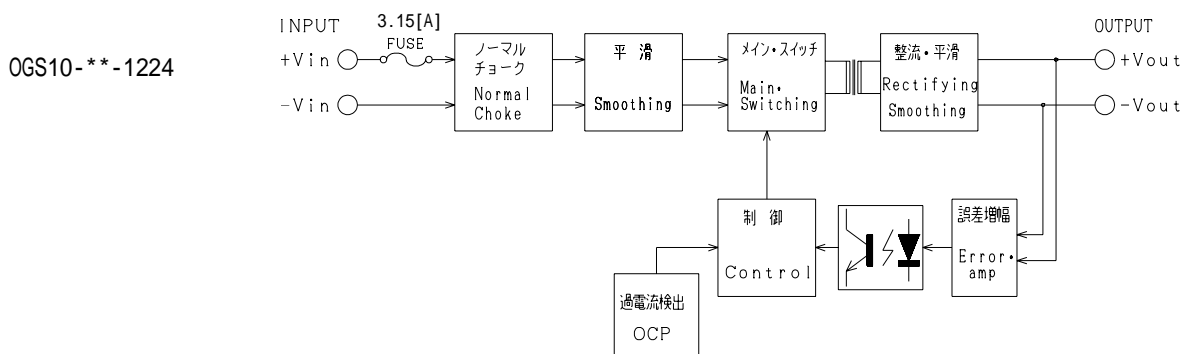 OGS10-**-1224
INPUT
3.15[A]
FUSE
+Vin
-Vin
ノーマル
チョーク
Normal
Choke
平 滑
Smoothing
メイン・スイッチ
Main・
Switching
整流・平滑
Rectifying
Smoothing
OUTPUT
+Vout
-Vout
制 御
Control
誤差増幅
Error・
amp
過電流検出
OCP